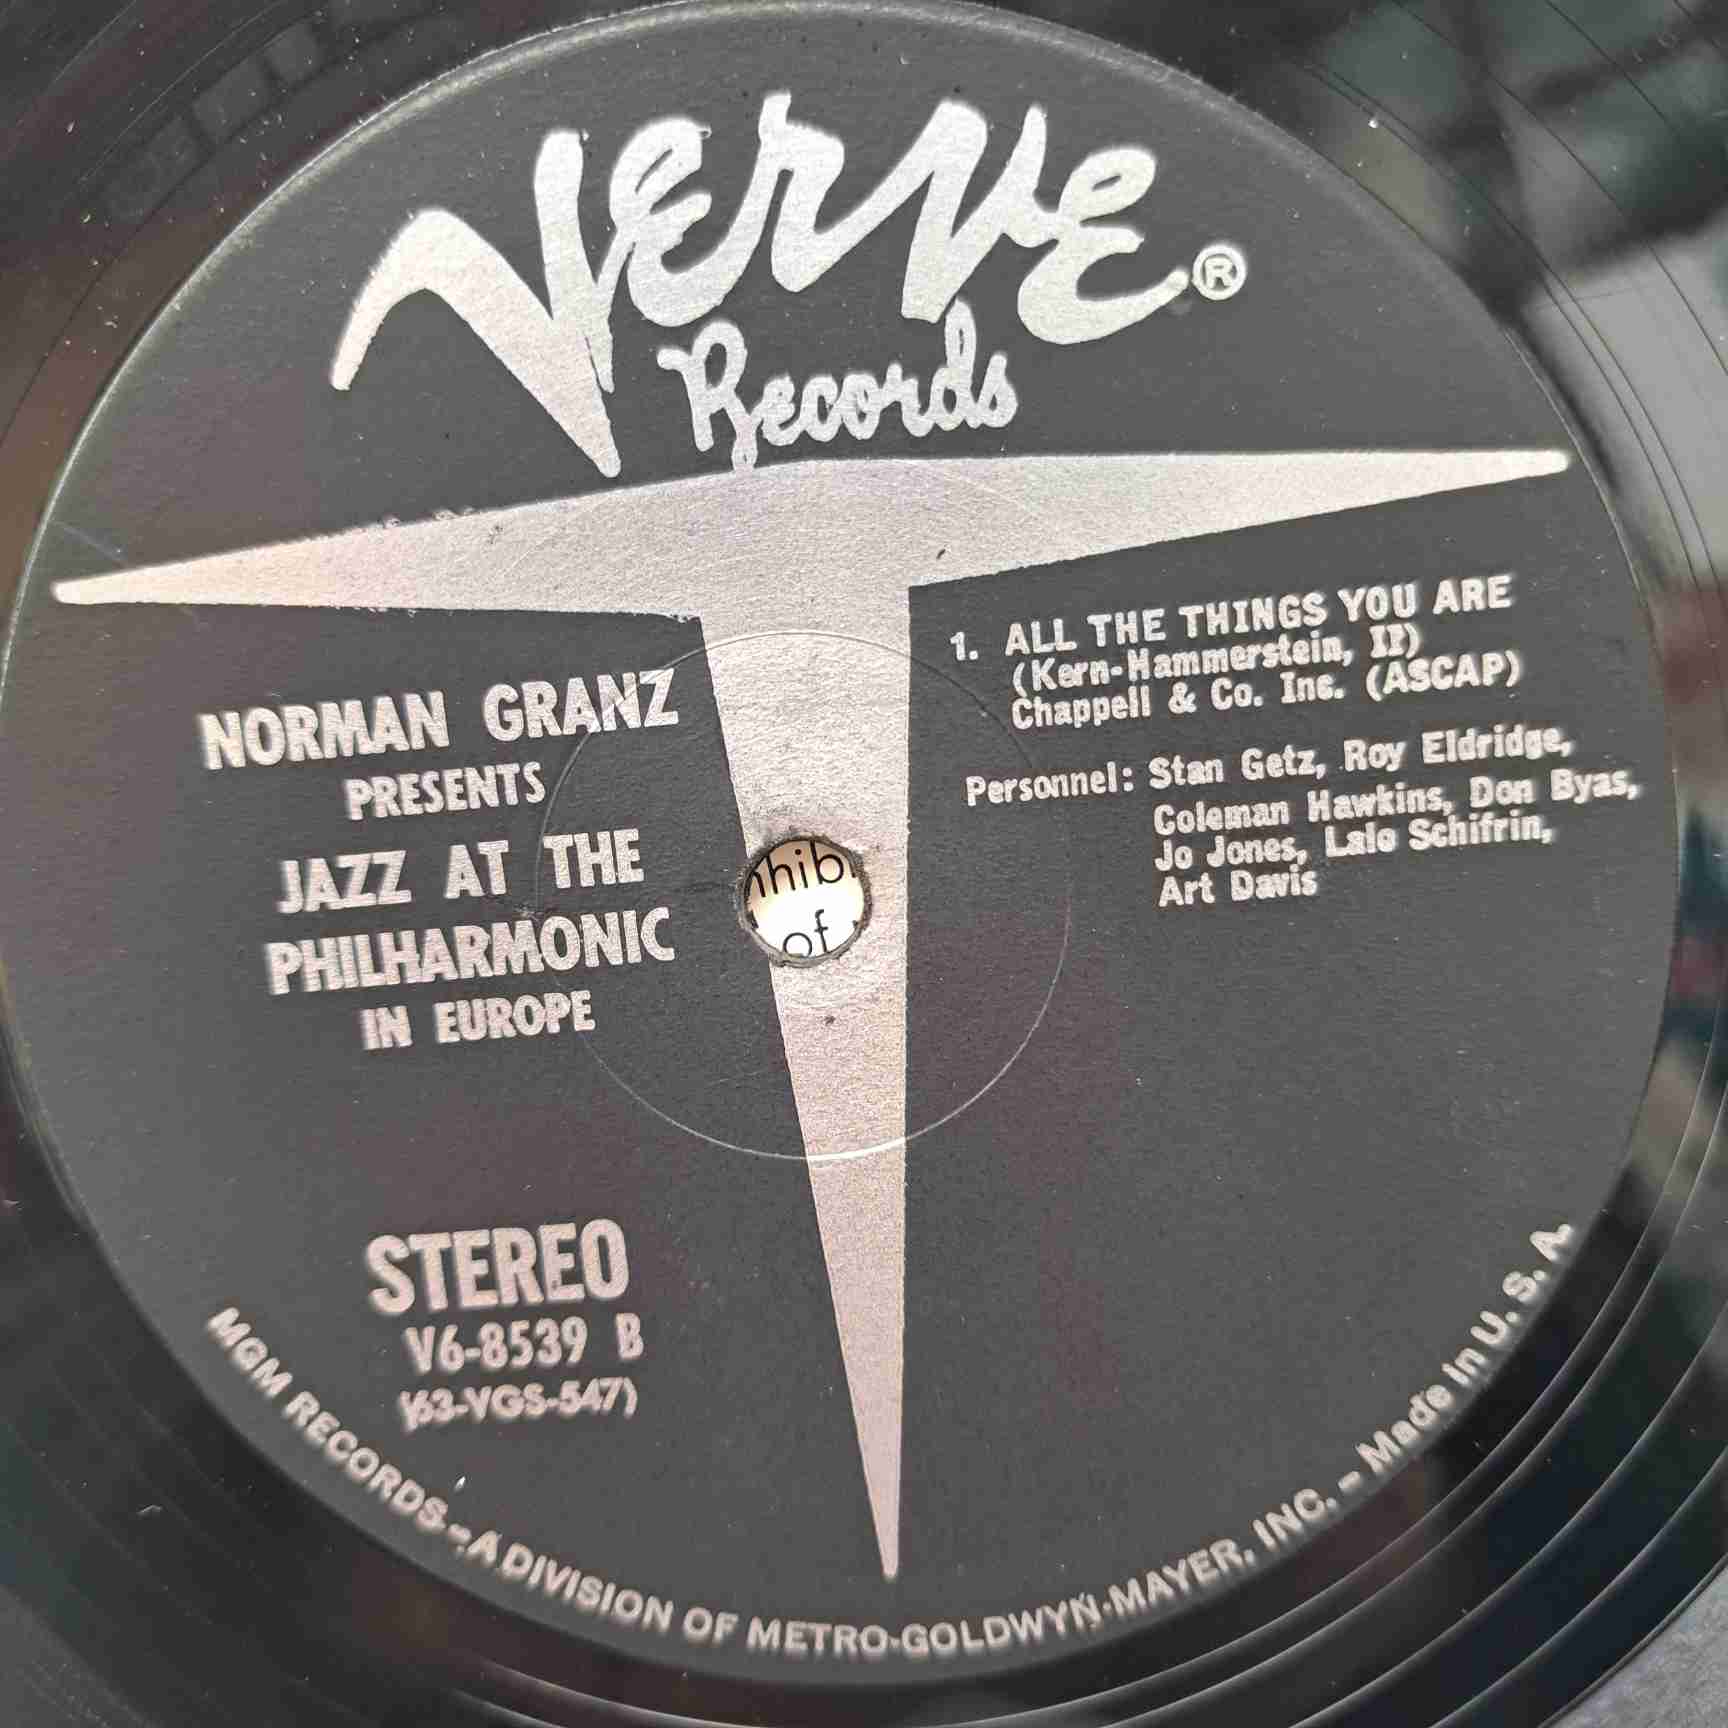 Verve®
Records
NORMAN GRANZ
PRESENTS
JAZZ AT THE
PHILHARMONIC
IN EUROPE
1. ALL THE THINGS YOU ARE
(Kern-Hammerstein, II)
Chappell & Co. Inc. (ASCAP)
Personnel: Stan Getz, Roy Eldridge,
Coleman Hawkins, Don Byas,
Jo Jones, Lalo Schifrin,
Art Davis
of
STEREO
V6-8539 B
(63-VGS-547)
MGM RECORDS - A DIVISION OF METRO-GOLDWYN-MAYER, INC. - Made in U. S. A.